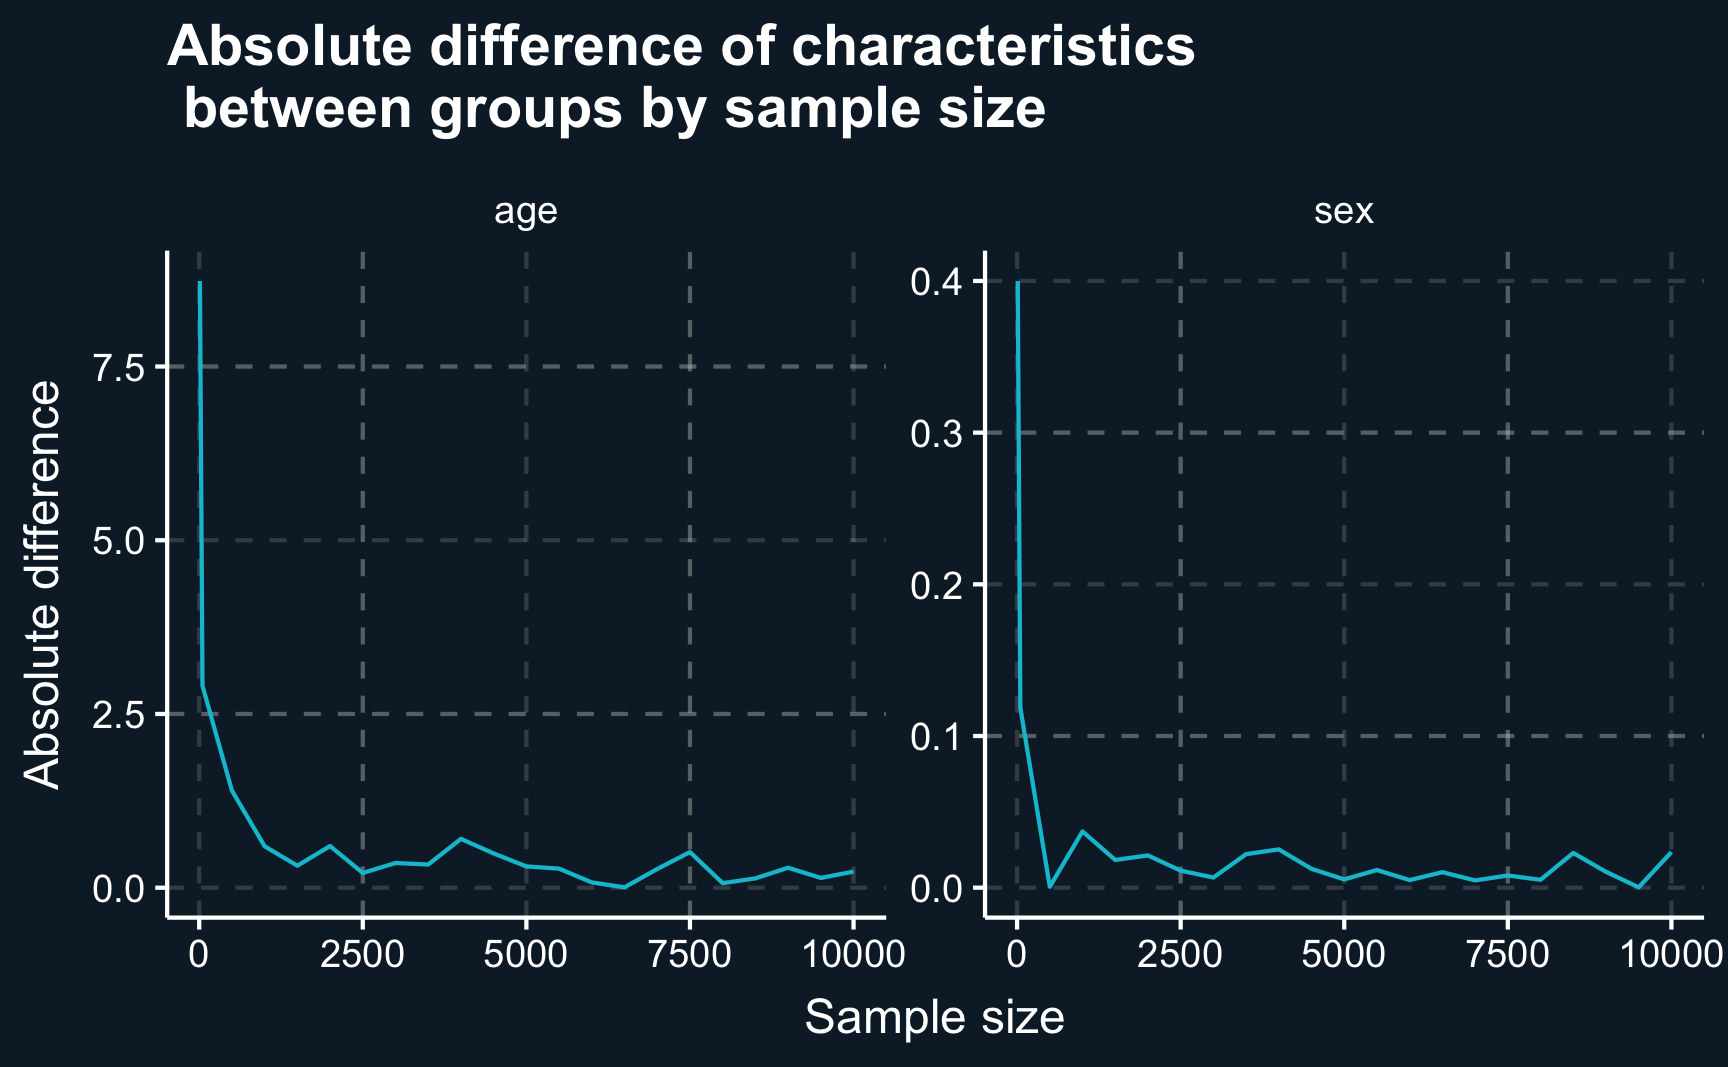 Absolute difference of characteristics
between groups by sample size
age
sex
Absolute difference
7.5
5.0
2.5
0.0
0.4
0.3
0.2
0.1
0.0
0 2500 5000 7500 10000
0 2500 5000 7500 10000
Sample size